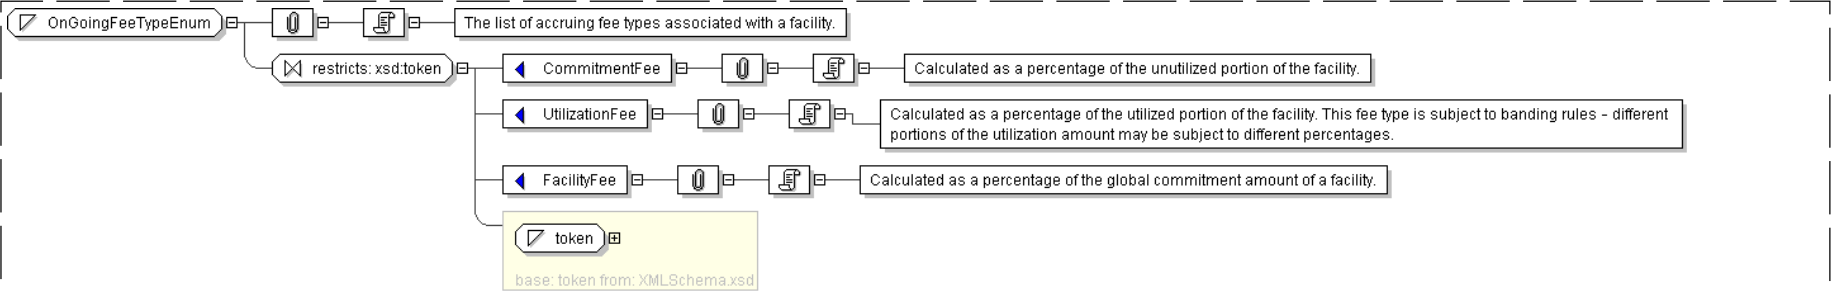 OnGoingFeeTypeEnum
The list of accruing fee types associated with a facility.
restricts: xsd:token
CommitmentFee
Calculated as a percentage of the unutilized portion of the facility.
UtilizationFee
Calculated as a percentage of the utilized portion of the facility. This fee type is subject to banding rules - different
portions of the utilization amount may be subject to different percentages.
FacilityFee
Calculated as a percentage of the global commitment amount of a facility.
token
base: token from: XMLSchema.xsd